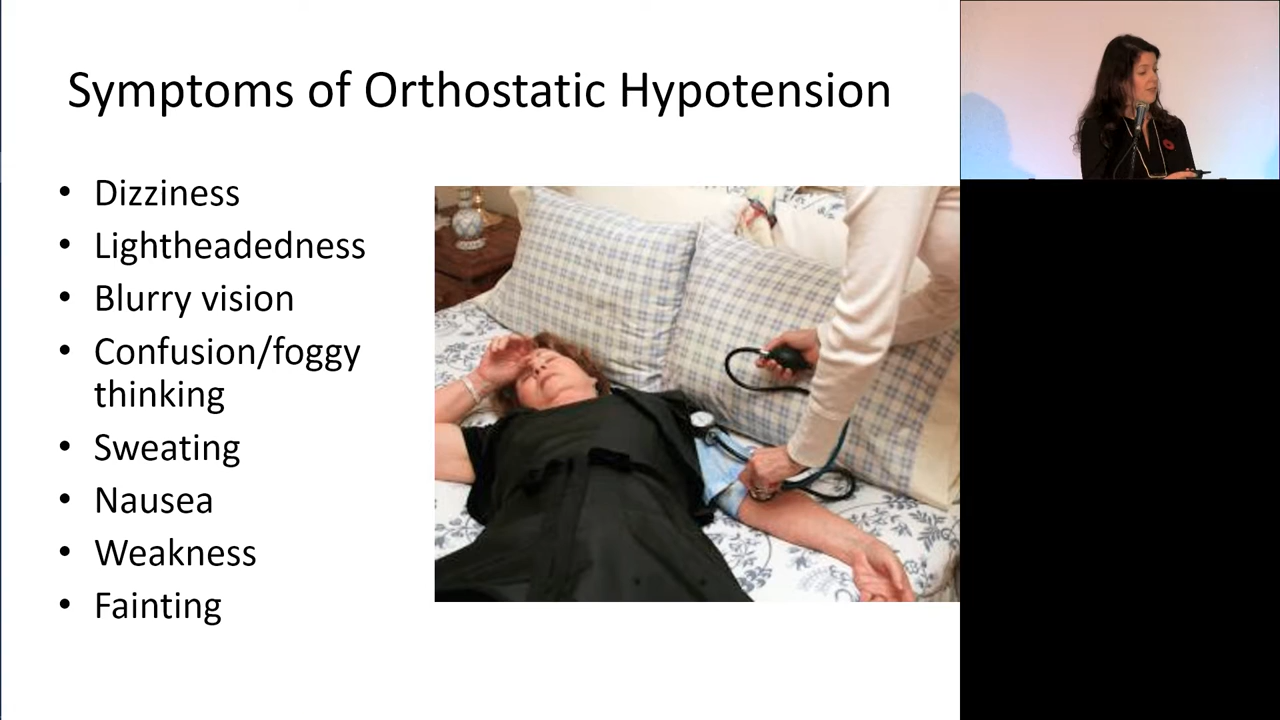 Symptoms of Orthostatic Hypotension
• Dizziness
• Lightheadedness
• Blurry vision
• Confusion/foggy
thinking
• Sweating
• Nausea
• Weakness
• Fainting